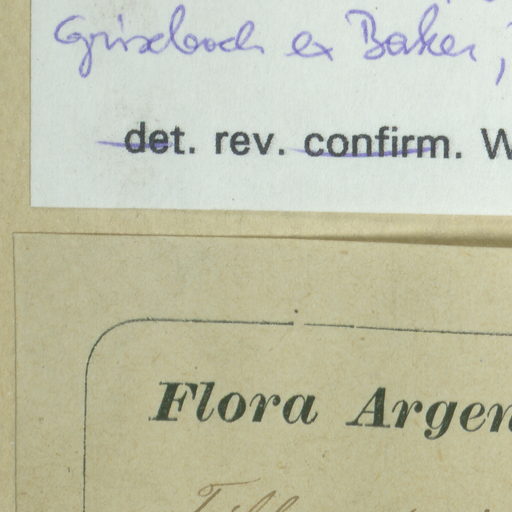 Grisebach ex Baker,
det. rev. confirm. W
Flora Argen